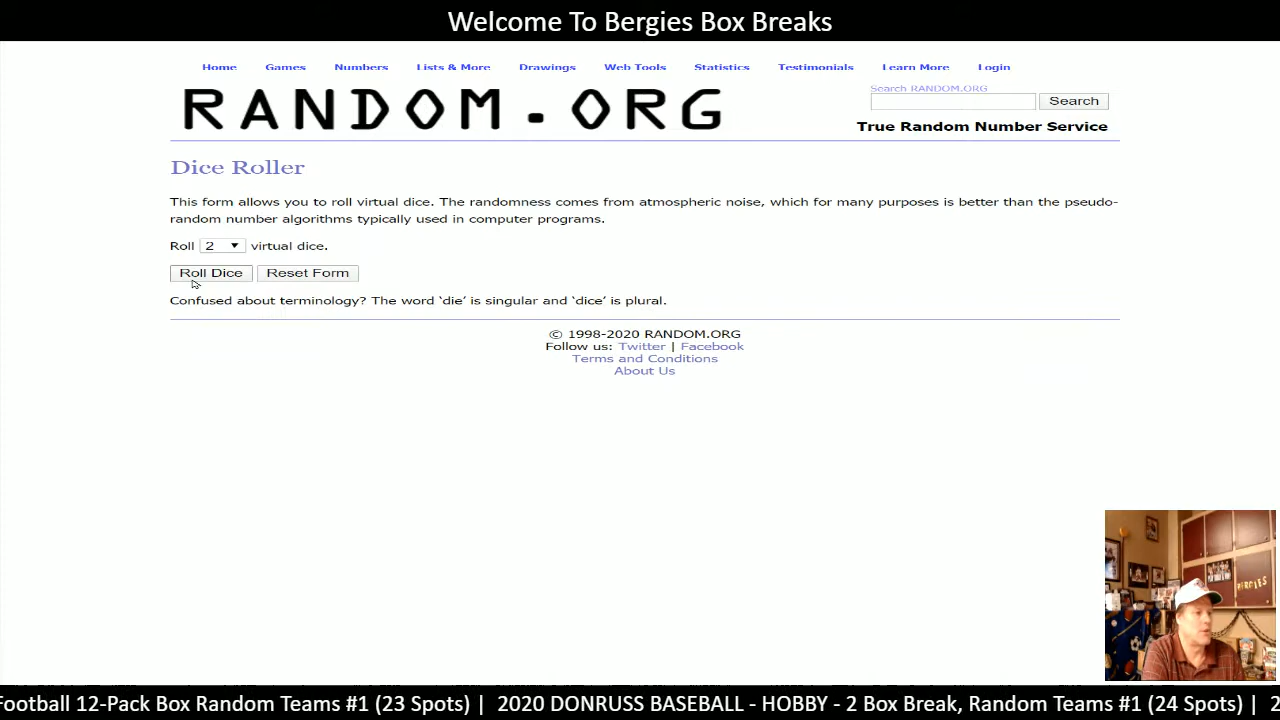 Welcome To Bergies Box Breaks
Home Games Numbers Lists & More Drawings Web Tools Statistics Testimonials Learn More Login
RANDOM.ORG
Search RANDOM.ORG
Search
True Random Number Service
Dice Roller
This form allows you to roll virtual dice. The randomness comes from atmospheric noise, which for many purposes is better than the pseudo-
random number algorithms typically used in computer programs.
Roll 2 virtual dice.
Roll Dice Reset Form
Confused about terminology? The word ‘die’ is singular and ‘dice’ is plural.
© 1998-2020 RANDOM.ORG
Follow us: Twitter | Facebook
Terms and Conditions
About Us
BERGIES
Football 12-Pack Box Random Teams #1 (23 Spots) | 2020 DONRUSS BASEBALL - HOBBY - 2 Box Break, Random Teams #1 (24 Spots) | 2